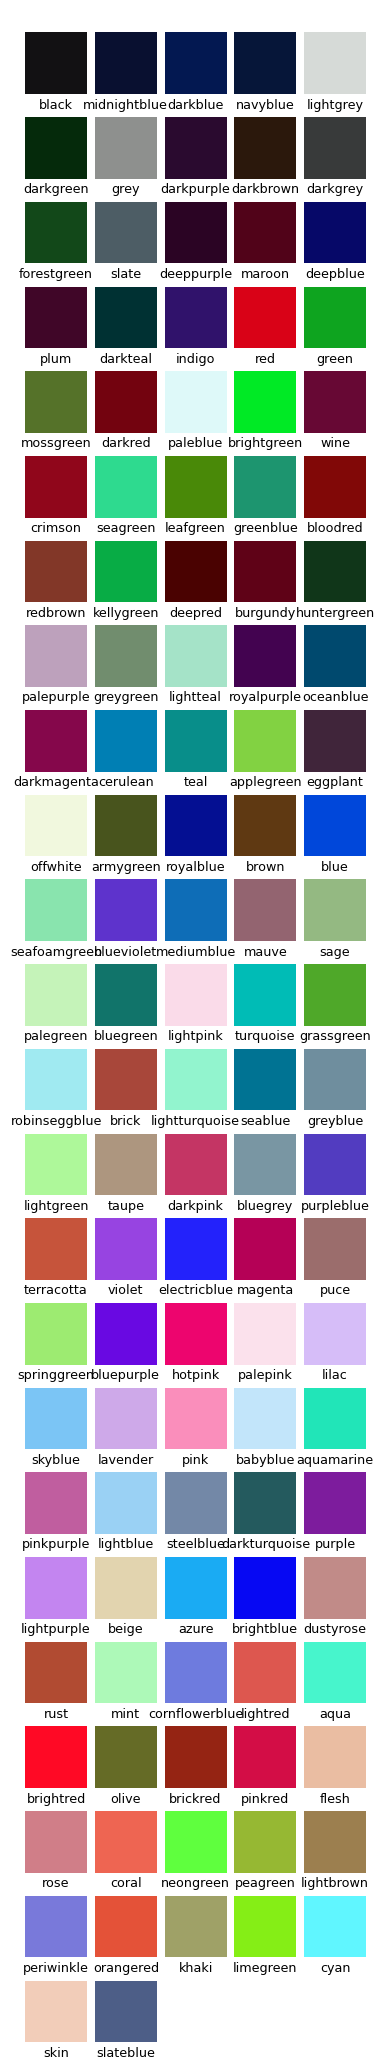 black midnightblue darkblue navyblue lightgrey
darkgreen grey darkpurple darkbrown darkgrey
forestgreen slate deeppurple maroon deepblue
plum darkteal indigo red green
mossgreen darkred paleblue brightgreen wine
crimson seagreen leafgreen greenblue bloodred
redbrown kellygreen deepred burgundy huntergreen
palepurple greygreen lightteal royalpurple oceanblue
darkmagenta cerulean teal applegreen eggplant
offwhite armygreen royalblue brown blue
seafoamgreen blueviolet mediumblue mauve sage
palegreen bluegreen lightpink turquoise grassgreen
robinseggblue brick lightturquoise seablue greyblue
lightgreen taupe darkpink bluegrey purpleblue
terracotta violet electricblue magenta puce
springgreen bluepurple hotpink palepink lilac
skyblue lavender pink babyblue aquamarine
pinkpurple lightblue steelblue darkturquoise purple
lightpurple beige azure brightblue dustyrose
rust mint cornflowerblue lightred aqua
brightred olive brickred pinkred flesh
rose coral neongreen peagreen lightbrown
periwinkle orangered khaki limegreen cyan
skin slateblue